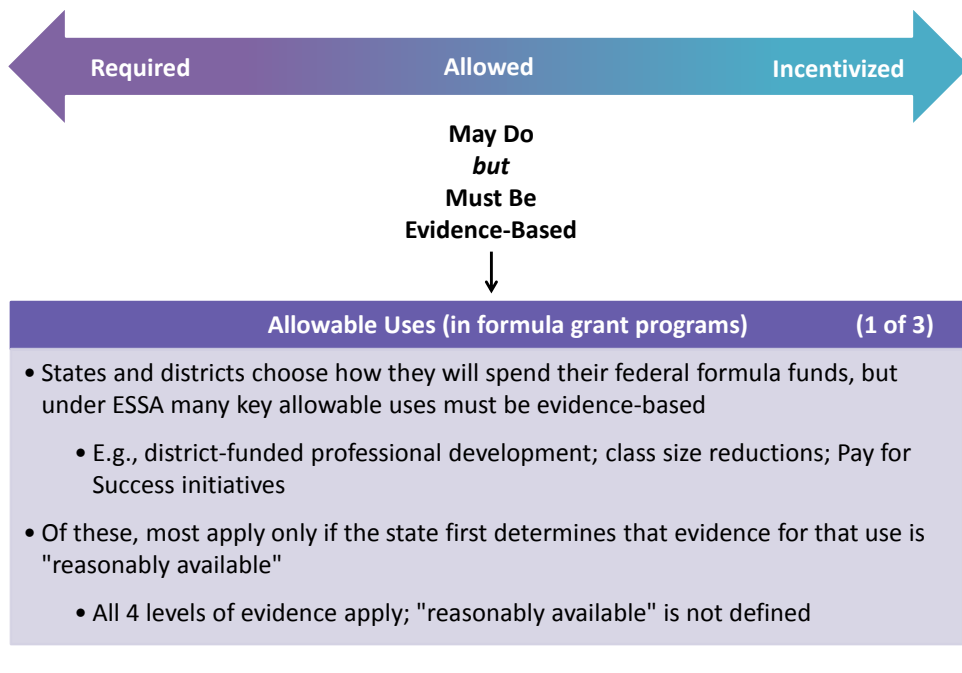 Required Allowed Incentivized
May Do
but
Must Be
Evidence-Based
Allowable Uses (in formula grant programs) (1 of 3)
• States and districts choose how they will spend their federal formula funds, but
under ESSA many key allowable uses must be evidence-based
• E.g., district-funded professional development; class size reductions; Pay for
Success initiatives
• Of these, most apply only if the state first determines that evidence for that use is
"reasonably available"
• All 4 levels of evidence apply; "reasonably available" is not defined